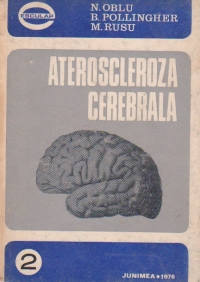 ESCULAP
N. OBLU
B. POLLINGHER
M. RUSU
ATEROSCLEROZA
CEREBRALA
2
JUNIMEA ★ 1976